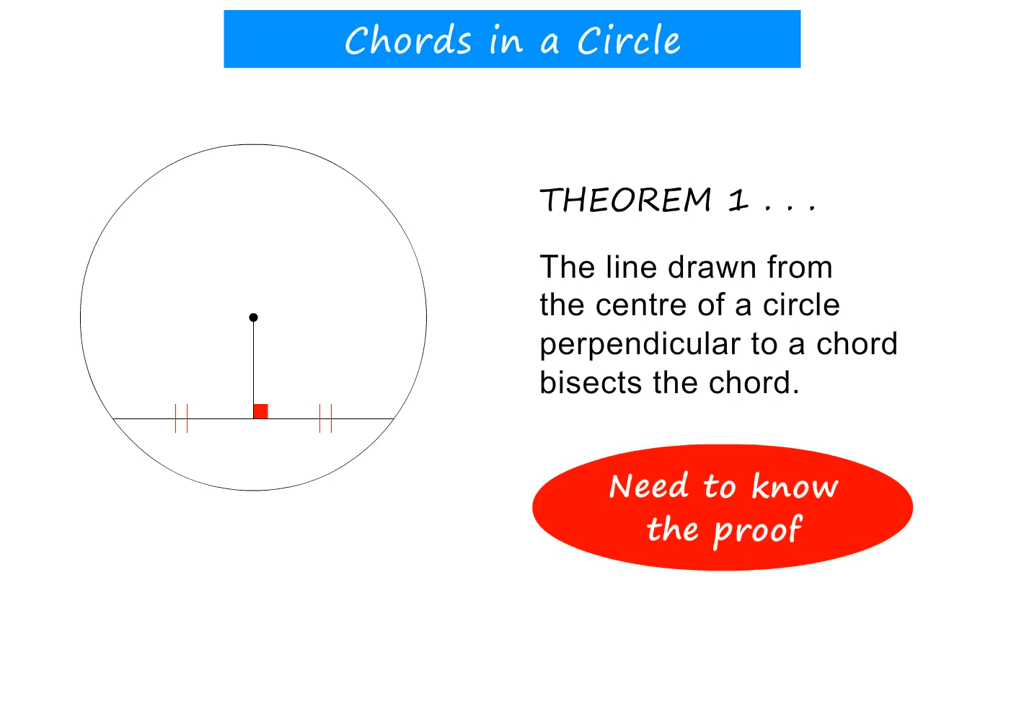 Chords in a Circle
THEOREM 1 . . .
The line drawn from
the centre of a circle
perpendicular to a chord
bisects the chord.
Need to know
the proof